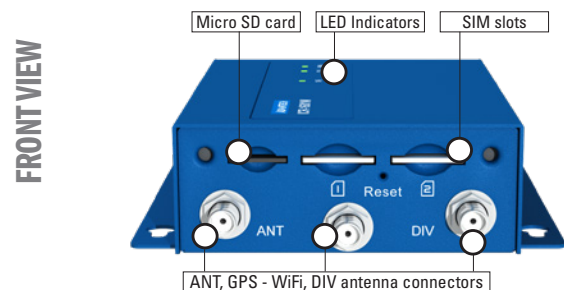 Micro SD card
LED Indicators
SIM slots
FRONT VIEW
1
Reset
2
ANT
DIV
ANT, GPS - WiFi, DIV antenna connectors